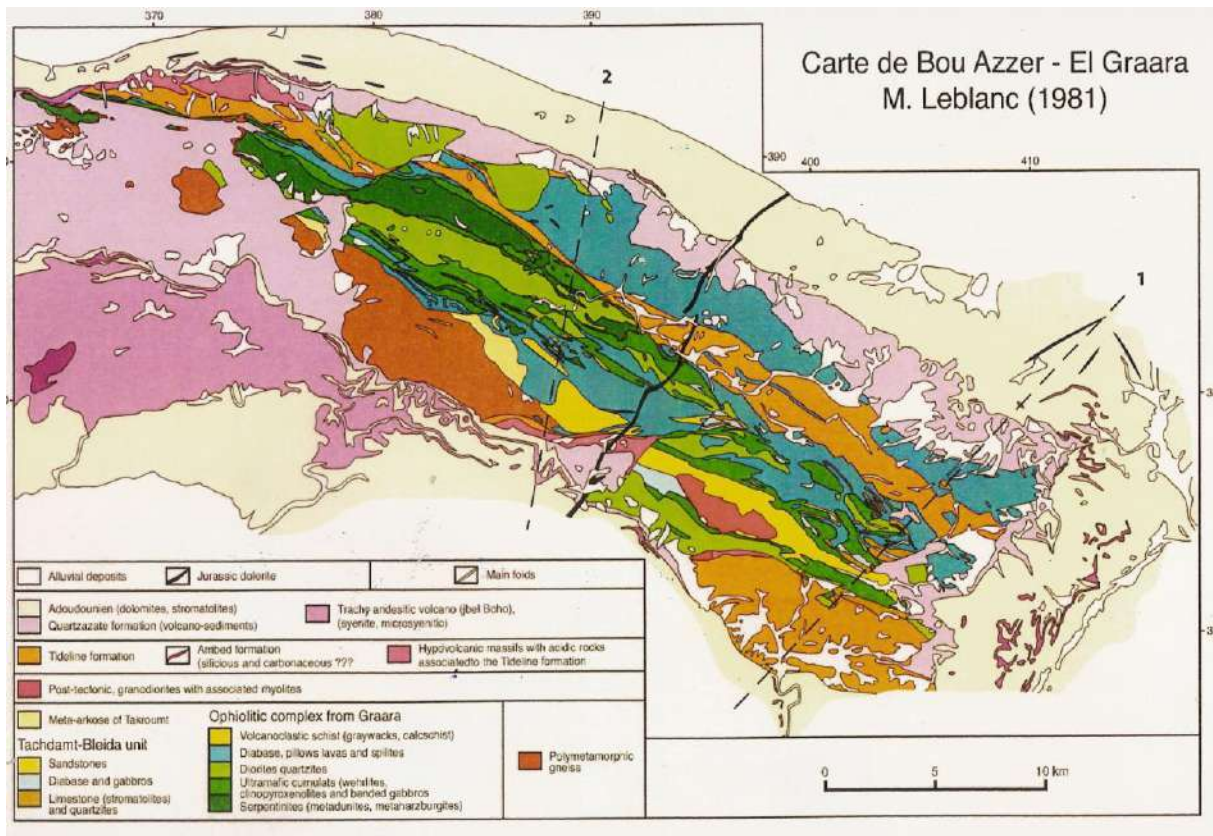 370
380
390
Carte de Bou Azzer - El Graara
M. Leblanc (1981)
2
390
400
410
1
Alluvial deposits
Jurassic dolorite
Main folds
Adoudounien (dolomites, stromatolites)
Quartzazate formation (volcano-sediments)
Trachy andesitic volcano (jbel Boho),
(syenite, microsyenitic)
Tideline formation
Ambed formation
(silicious and carbonaceous ???
Hypovolcanic massifs with acidic rocks
associatedto the Tideline formation
Post-tectonic, granodiorites with associated rhyolites
Meta-arkose of Takroumt
Tachdamt-Bleida unit
Sandstones
Diabase and gabbros
Limestone (stromatolites)
and quartzites
Ophiolitic complex from Graara
Volcanoclastic schist (graywacks, calcschist)
Diabase, pillows lavas and spilites
Diorites quartzites
Ultramafic cumulats (wehrlites,
clinopyroxenolites and banded gabbros
Serpentinites (metadunites, metaharzburgites)
Polymetamorphic
gneiss
0
5
10 km